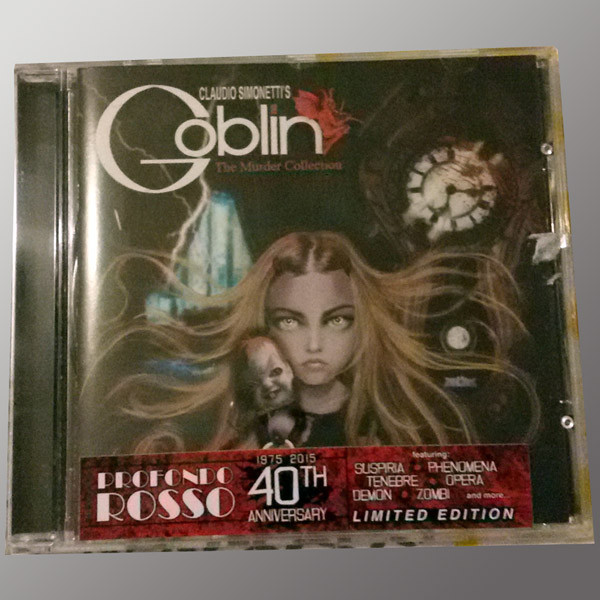 CLAUDIO SIMONETTI'S
Goblin
The Murder Collection
PROFONDO
ROSSO
1975 2015
40TH
ANNIVERSARY
featuring:
SUSPIRIA · PHENOMENA
TENEBRE · OPERA
DEMON · ZOMBI and more...
LIMITED EDITION